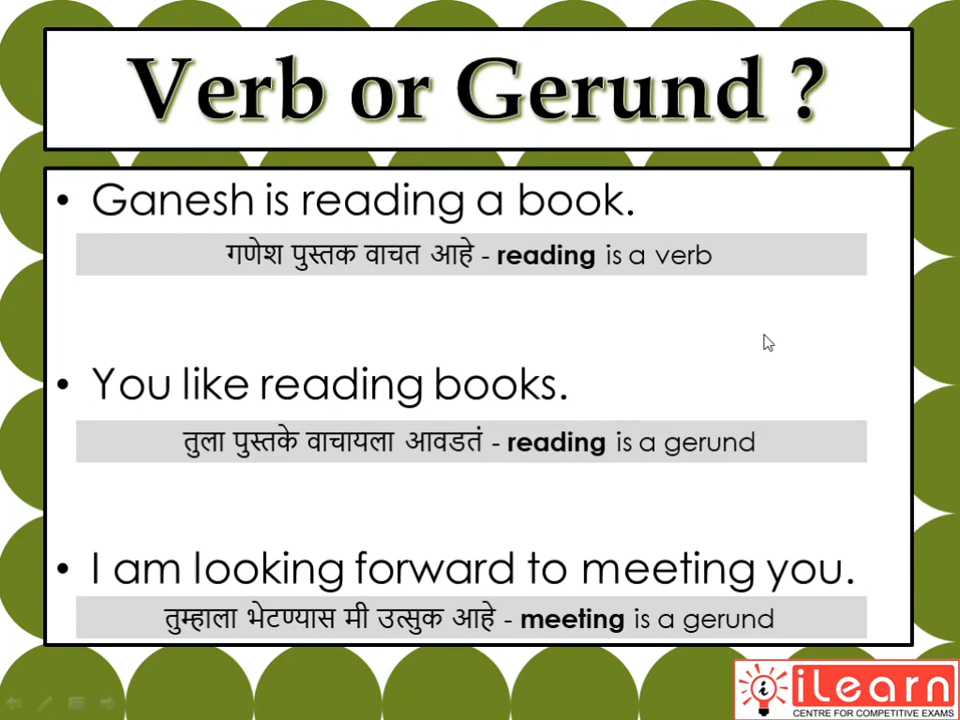 Verb or Gerund ?
• Ganesh is reading a book.
गणेश पुस्तक वाचत आहे - reading is a verb
• You like reading books.
तुला पुस्तके वाचायला आवडतं - reading is a gerund
• I am looking forward to meeting you.
तुम्हाला भेटण्यास मी उत्सुक आहे - meeting is a gerund
iLearn
CENTRE FOR COMPETITIVE EXAMS